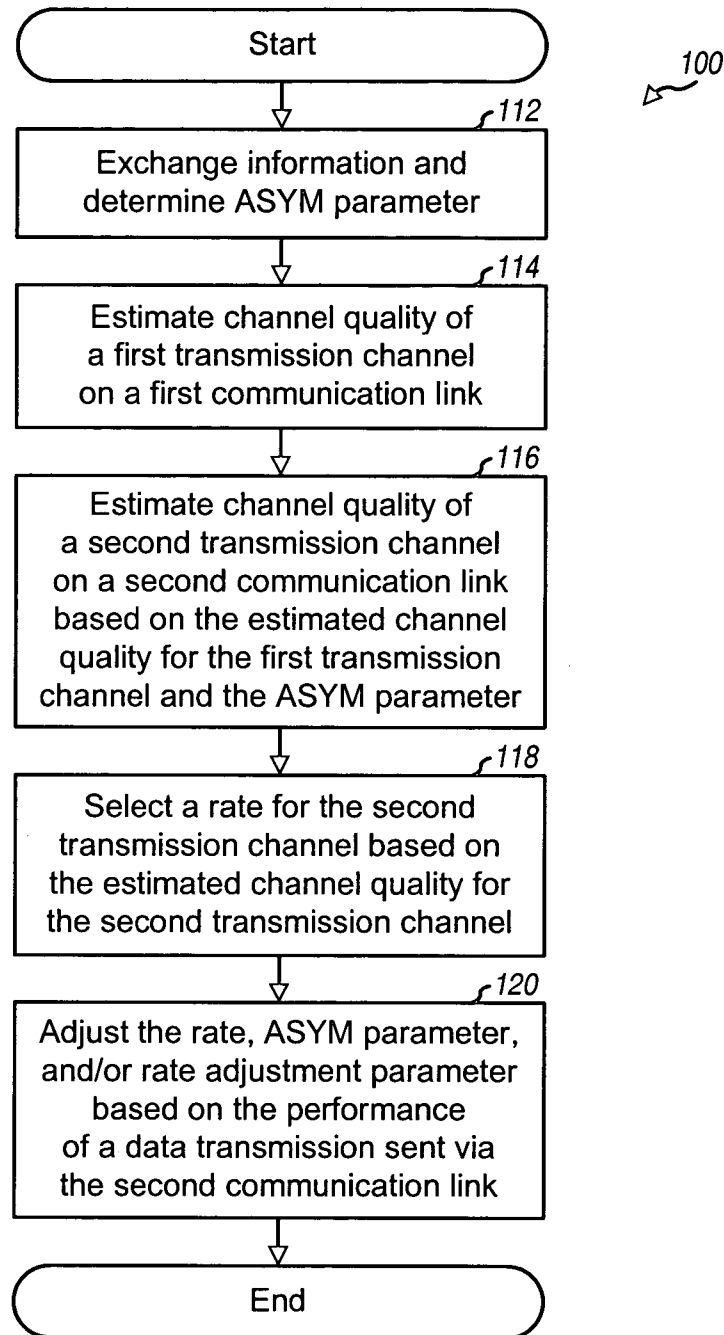 Start
100
112
Exchange information and
determine ASYM parameter
114
Estimate channel quality of
a first transmission channel
on a first communication link
116
Estimate channel quality of
a second transmission channel
on a second communication link
based on the estimated channel
quality for the first transmission
channel and the ASYM parameter
118
Select a rate for the second
transmission channel based on
the estimated channel quality for
the second transmission channel
120
Adjust the rate, ASYM parameter,
and/or rate adjustment parameter
based on the performance
of a data transmission sent via
the second communication link
End